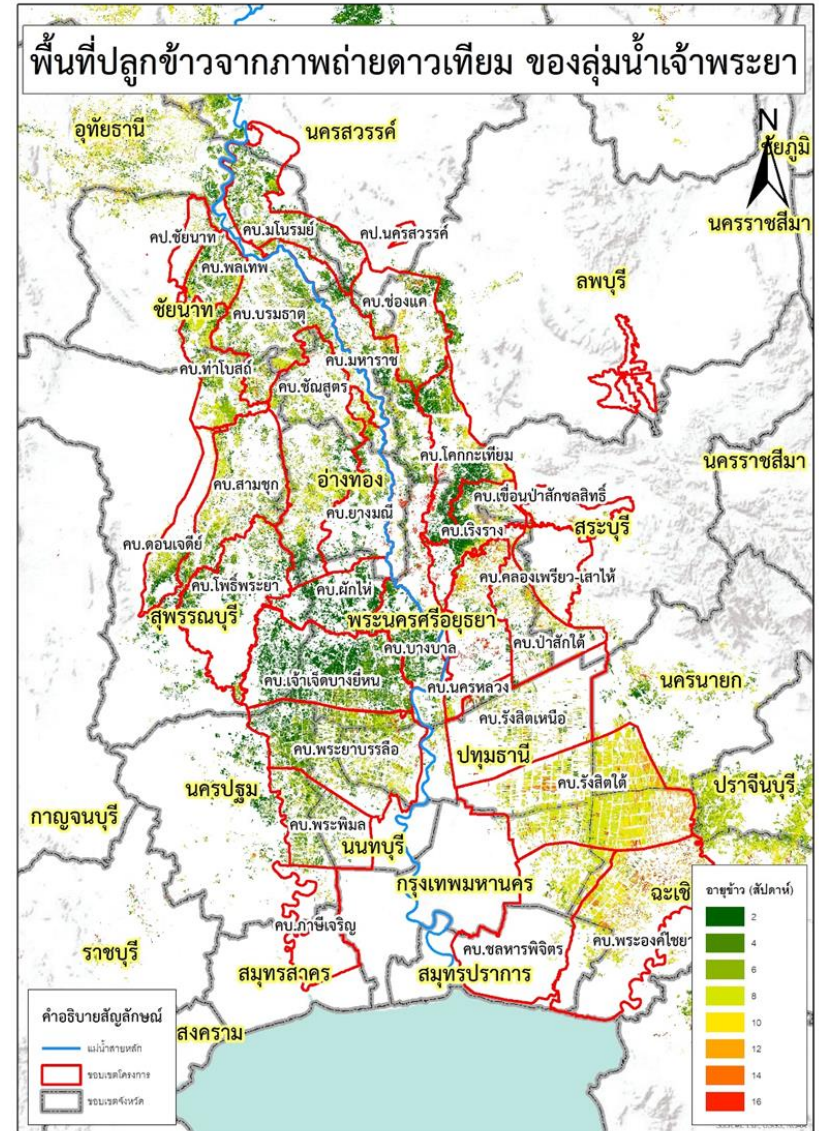 พื้นที่ปลูกข้าวจากภาพถ่ายดาวเทียม ของลุ่มน้ำเจ้าพระยา
N
อุทัยธานี
นครสวรรค์
ชัยภูมิ
นครราชสีมา
คป.ชัยนาท
คบ.มโนรมย์
คป.นครสวรรค์
คบ.พลเทพ
ลพบุรี
ชัยนาท
คบ.บรมธาตุ
คบ.ช่องแค
คบ.ท่าโบสถ์
คบ.มหาราช
คบ.ชัณสูตร
คบ.โคกกะเทียม
นครราชสีมา
คบ.สามชุก
อ่างทอง
คบ.เขื่อนป่าสักชลสิทธิ์
คบ.ยางมณี
คบ.เริงราง
สระบุรี
คบ.ดอนเจดีย์
คบ.โพธิ์พระยา
คบ.ผักไห่
คบ.คลองเพรียว-เสาไห้
สุพรรณบุรี
พระนครศรีอยุธยา
คบ.บางบาล
คบ.ป่าสักใต้
คบ.เจ้าเจ็ดบางยี่หน
คบ.นครหลวง
นครนายก
คบ.รังสิตเหนือ
คบ.พระยาบรรลือ
ปทุมธานี
คบ.รังสิตใต้
ปราจีนบุรี
นครปฐม
กาญจนบุรี
คบ.พระพิมล
นนทบุรี
กรุงเทพมหานคร
ฉะเชิ
คบ.ภาษีเจริญ
คบ.ชลหารพิจิตร
คบ.พระองค์ไชยา
ราชบุรี
สมุทรสาคร
สมุทรปราการ
สงคราม
คำอธิบายสัญลักษณ์
แม่น้ำสายหลัก
ขอบเขตโครงการ
ขอบเขตจังหวัด
อายุข้าว (สัปดาห์)
2
4
6
8
10
12
14
16